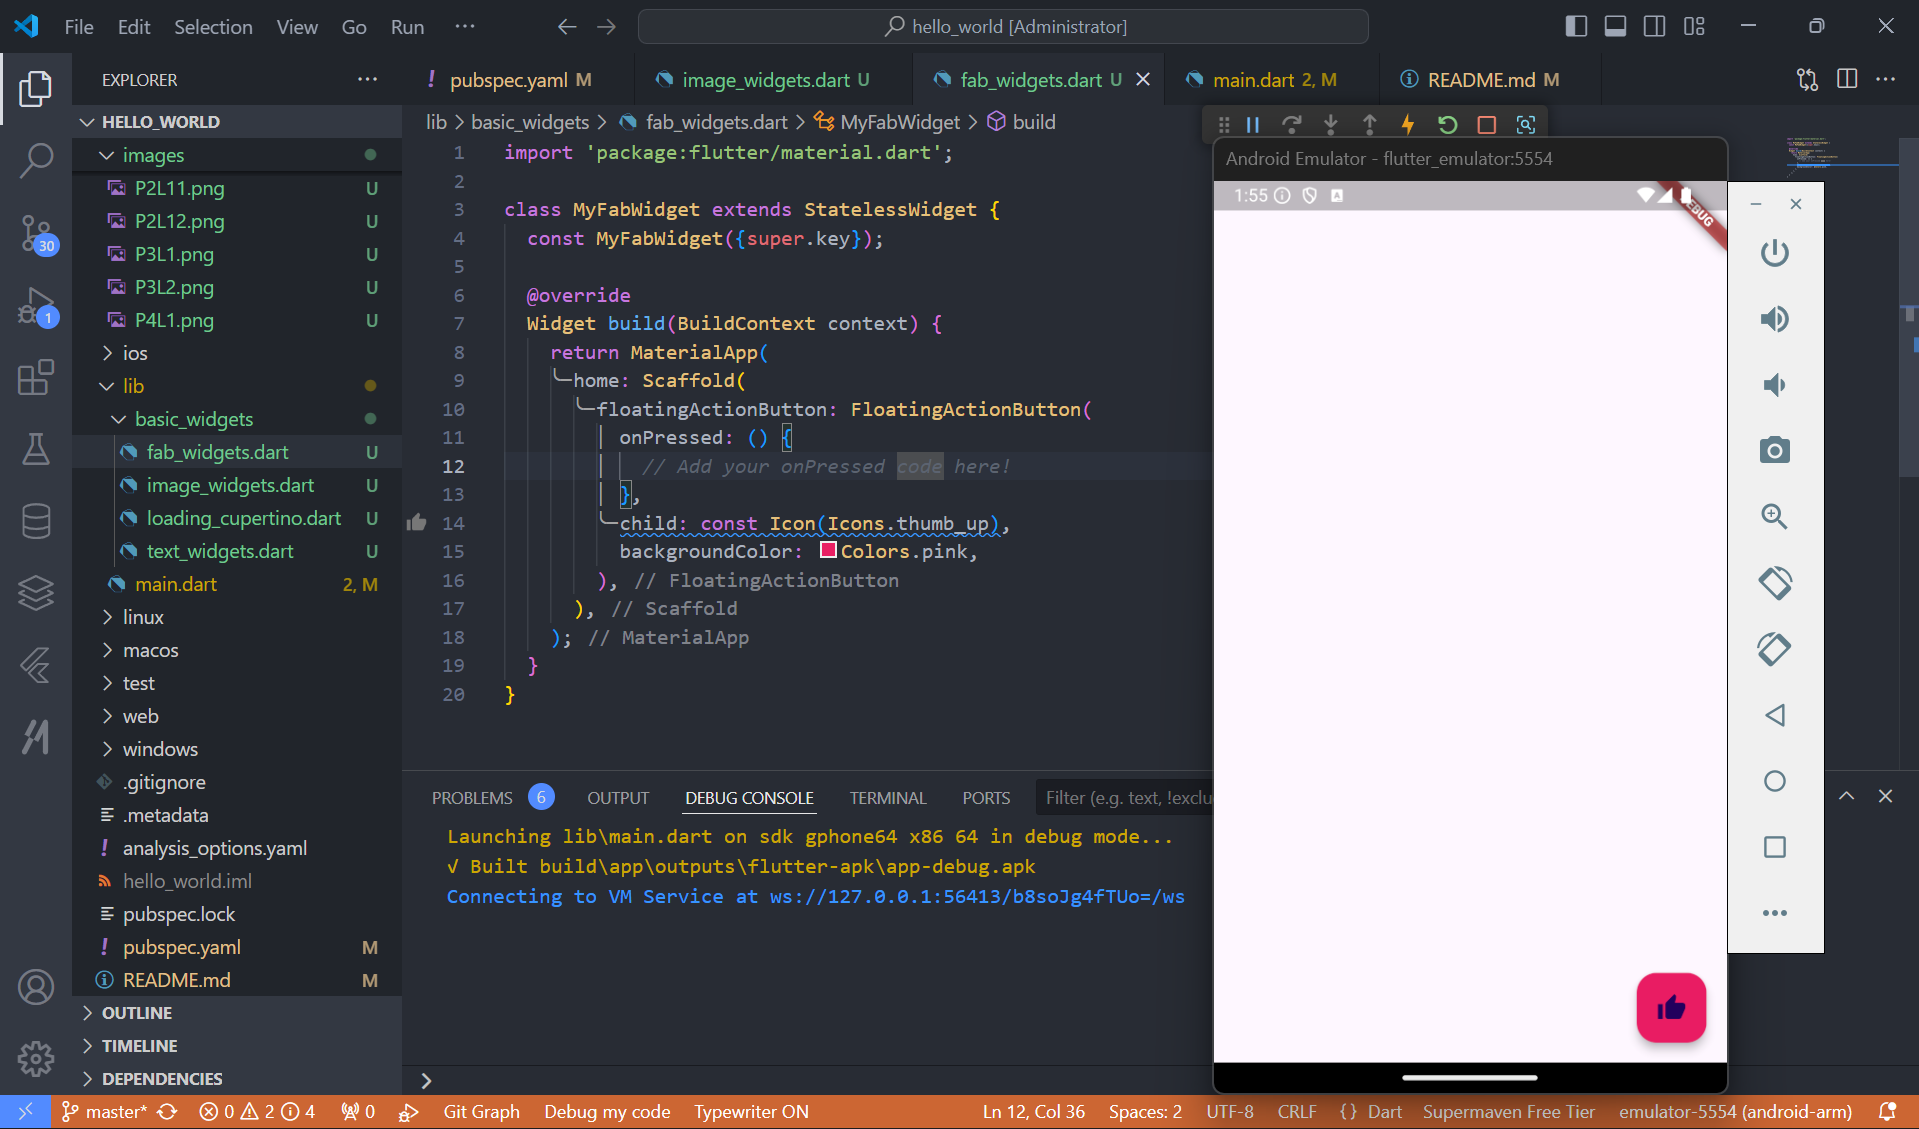 File Edit Selection View Go Run ···
hello_world [Administrator]
EXPLORER
HELLO_WORLD
images
P2L11.png U
P2L12.png U
P3L1.png U
P3L2.png U
P4L1.png U
ios
lib
basic_widgets
fab_widgets.dart U
image_widgets.dart U
loading_cupertino.dart U
text_widgets.dart U
main.dart 2, M
linux
macos
test
web
windows
.gitignore
.metadata
analysis_options.yaml
hello_world.iml
pubspec.lock
pubspec.yaml M
README.md M
OUTLINE
TIMELINE
DEPENDENCIES
30
1
pubspec.yaml M
image_widgets.dart U
fab_widgets.dart U
main.dart 2, M
README.md M
lib > basic_widgets > fab_widgets.dart > MyFabWidget > build
1 import 'package:flutter/material.dart';
2
3 class MyFabWidget extends StatelessWidget {
4 const MyFabWidget({super.key});
5
6 @override
7 Widget build(BuildContext context) {
8 return MaterialApp(
9 home: Scaffold(
10 floatingActionButton: FloatingActionButton(
11 onPressed: () {
12 // Add your onPressed code here!
13 },
14 child: const Icon(Icons.thumb_up),
15 backgroundColor: Colors.pink,
16 ), // FloatingActionButton
17 ), // Scaffold
18 ); // MaterialApp
19 }
20 }
PROBLEMS 6 OUTPUT DEBUG CONSOLE TERMINAL PORTS
Filter (e.g. text, !exclu
Launching lib\main.dart on sdk gphone64 x86 64 in debug mode...
√ Built build\app\outputs\flutter-apk\app-debug.apk
Connecting to VM Service at ws://127.0.0.1:56413/b8soJg4fTUo=/ws
Android Emulator - flutter_emulator:5554
1:55
master* 0 2 4 0 Git Graph Debug my code Typewriter ON Ln 12, Col 36 Spaces: 2 UTF-8 CRLF {} Dart Supermaven Free Tier emulator-5554 (android-arm)